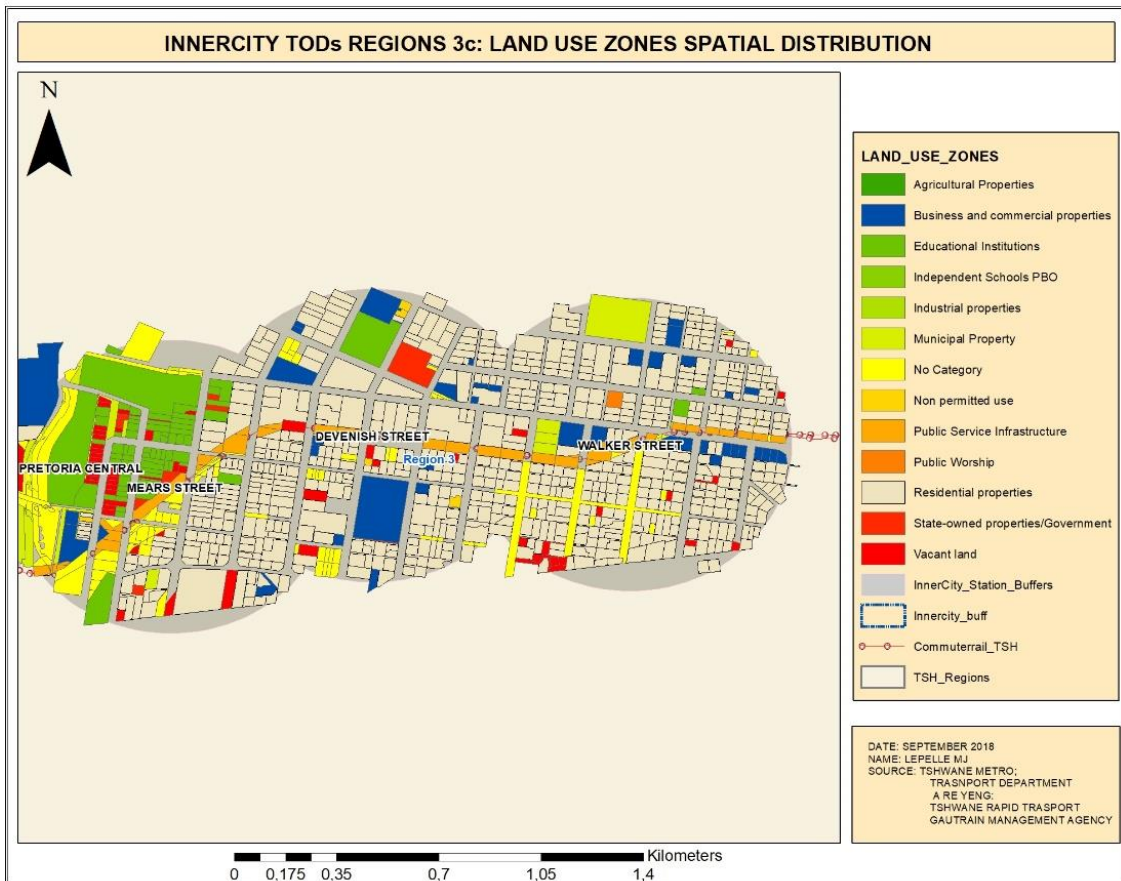 INNERCITY TODs REGIONS 3c: LAND USE ZONES SPATIAL DISTRIBUTION
N
DEVENISH STREET
WALKER STREET
Region 3
PRETORIA CENTRAL
MEARS STREET
LAND_USE_ZONES
Agricultural Properties
Business and commercial properties
Educational Institutions
Independent Schools PBO
Industrial properties
Municipal Property
No Category
Non permitted use
Public Service Infrastructure
Public Worship
Residential properties
State-owned properties/Government
Vacant land
InnerCity_Station_Buffers
Innercity_buff
Commuterrail_TSH
TSH_Regions
DATE: SEPTEMBER 2018
NAME: LEPELLE MJ
SOURCE: TSHWANE METRO;
TRASNPORT DEPARTMENT
A RE YENG:
TSHWANE RAPID TRASPORT
GAUTRAIN MANAGEMENT AGENCY
Kilometers
0 0,175 0,35 0,7 1,05 1,4